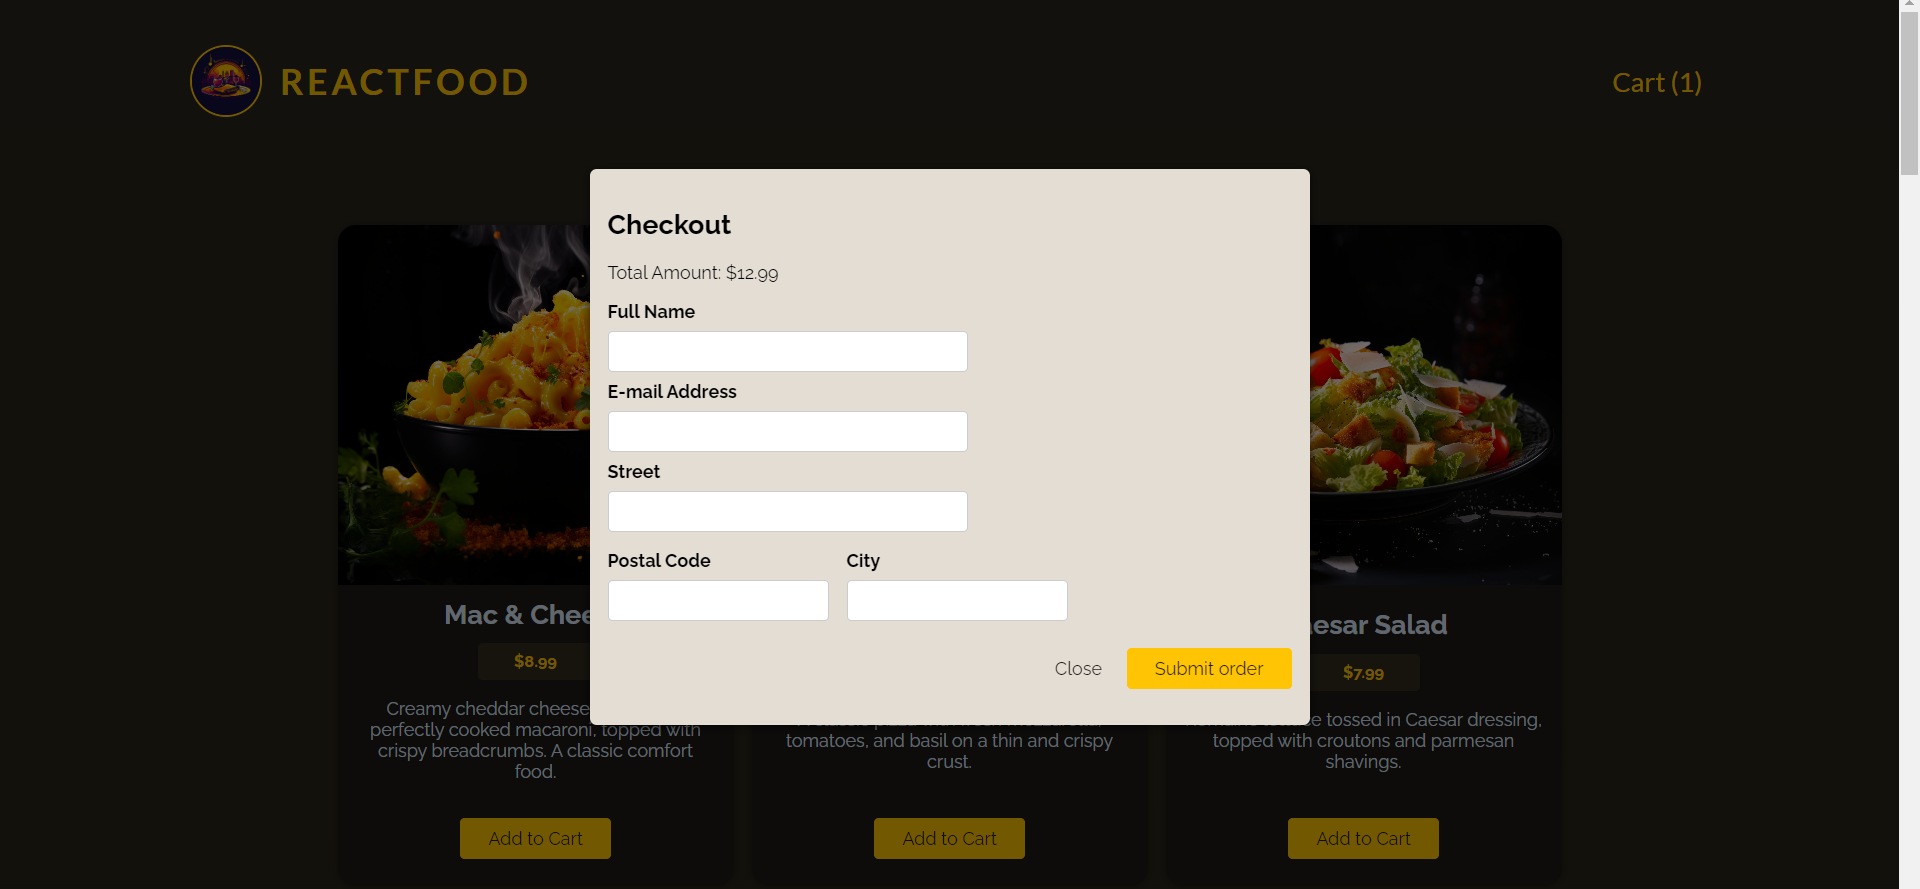 REACTFOOD
Cart (1)
Checkout
Total Amount: $12.99
Full Name
E-mail Address
Street
Postal Code
City
Close
Submit order
Mac & Chee
$8.99
Creamy cheddar cheese
perfectly cooked macaroni, topped with
crispy breadcrumbs. A classic comfort
food.
Add to Cart
tomatoes, and basil on a thin and crispy
crust.
Add to Cart
esar Salad
$7.99
tossed in Caesar dressing,
topped with croutons and parmesan
shavings.
Add to Cart